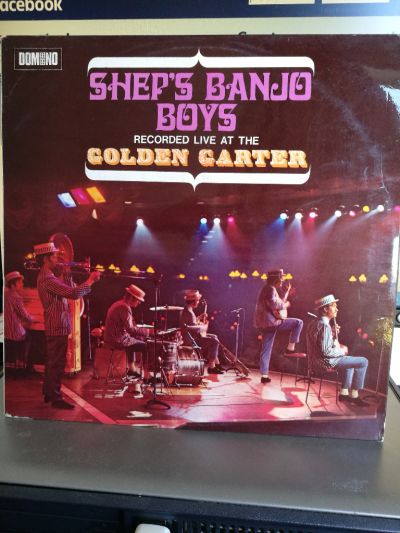 acebook
DOMINO
SHEP'S BANJO
BOYS
RECORDED LIVE AT THE
GOLDEN GARTER